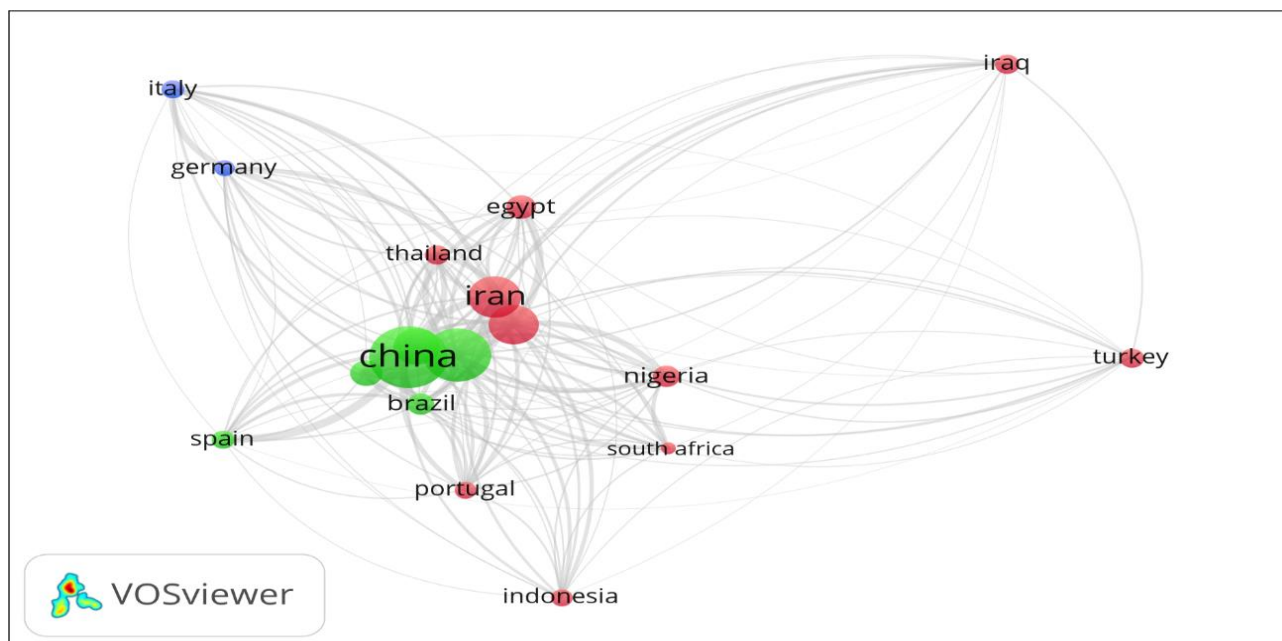 iraq
italy
germany
egypt
thailand
iran
china
turkey
nigeria
brazil
spain
south africa
portugal
indonesia
VOSviewer